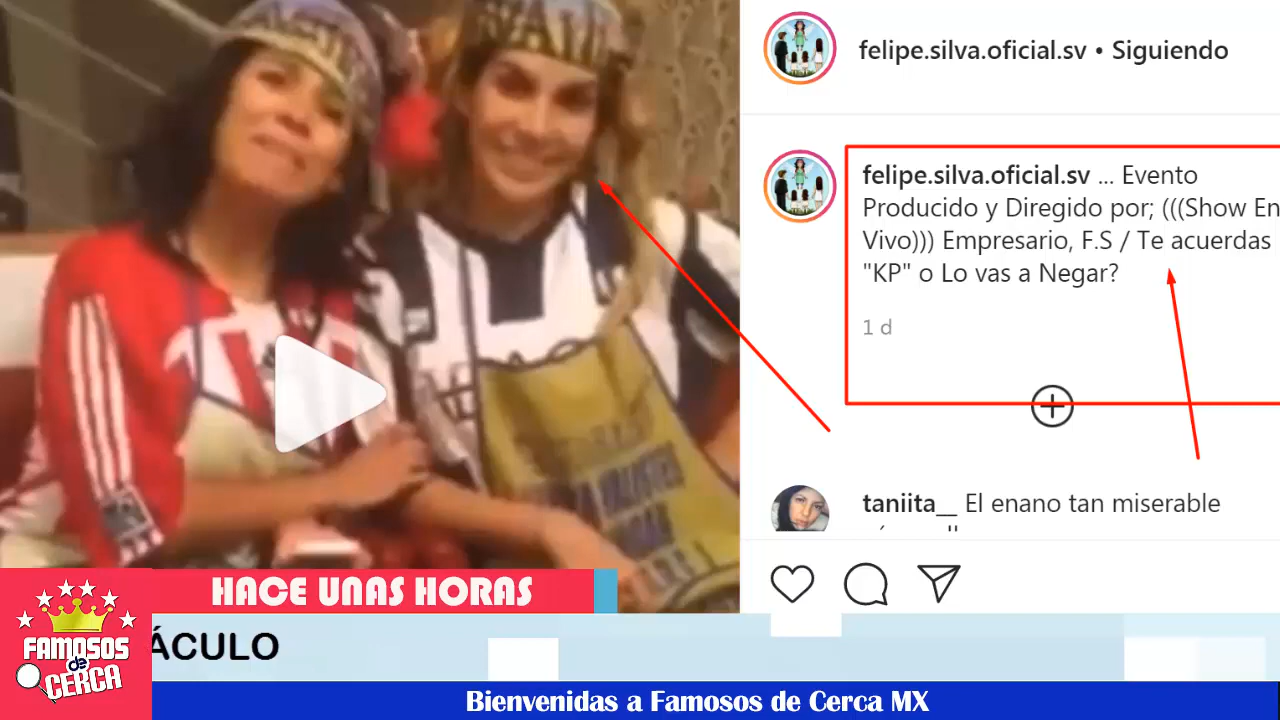 felipe.silva.oficial.sv • Siguiendo
felipe.silva.oficial.sv ... Evento
Producido y Diregido por; (((Show En
Vivo))) Empresario, F.S / Te acuerdas
"KP" o Lo vas a Negar?
1 d
taniita__ El enano tan miserable
HACE UNAS HORAS
FAMOSOS
de
CERCA
ÁCULO
Bienvenidas a Famosos de Cerca MX